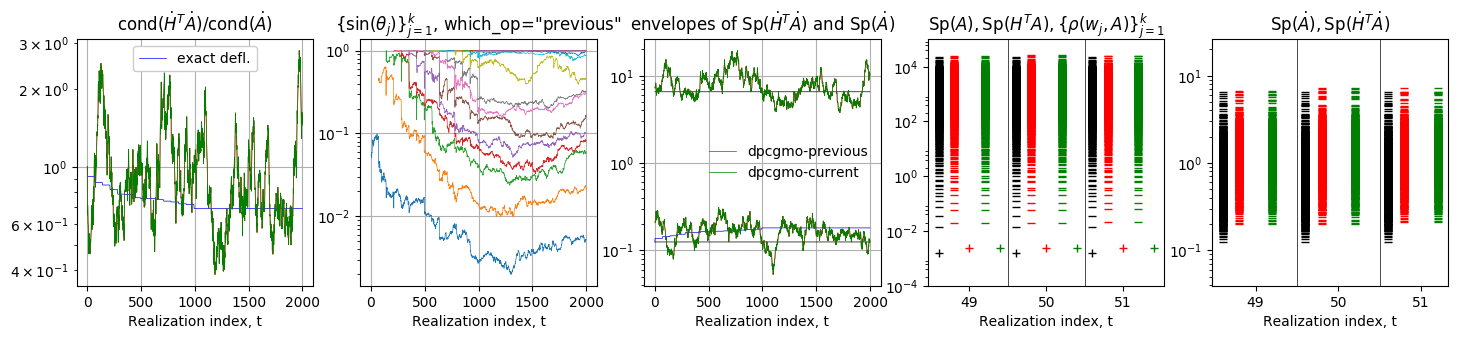 cond(Ḣ^TȦ)/cond(Ȧ)
3 × 10^0
2 × 10^0
10^0
6 × 10^−1
4 × 10^−1
exact defl.
0 500 1000 1500 2000
Realization index, t
{sin(θ_j)}_{j=1}^k, which_op="previous"
10^0
10^−1
10^−2
0 500 1000 1500 2000
Realization index, t
envelopes of Sp(Ḣ^TȦ) and Sp(Ȧ)
10^1
10^0
10^−1
dpcgmo-previous
dpcgmo-current
0 500 1000 1500 2000
Realization index, t
Sp(A), Sp(H^TA), {ρ(w_j, A)}_{j=1}^k
10^4
10^2
10^0
10^−2
10^−4
49 50 51
Realization index, t
Sp(Ȧ), Sp(Ḣ^TȦ)
10^1
10^0
10^−1
49 50 51
Realization index, t